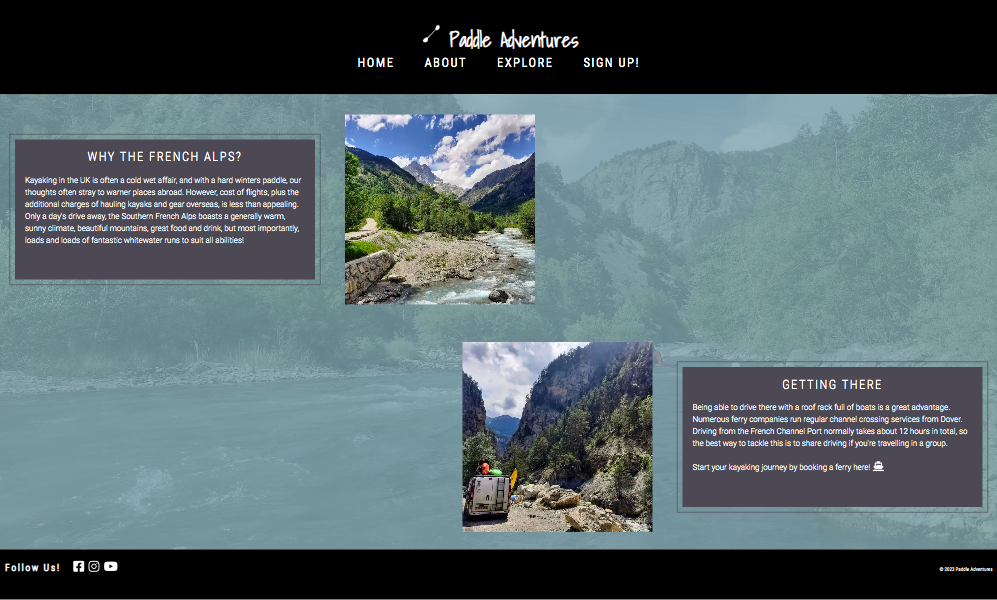 Paddle Adventures
HOME ABOUT EXPLORE SIGN UP!
WHY THE FRENCH ALPS?
Kayaking in the UK is often a cold wet affair, and with a hard winters paddle, our
thoughts often stray to warner places abroad. However, cost of flights, plus the
additional charges of hauling kayaks and gear overseas, is less than appealing.
Only a day's drive away, the Southern French Alps boasts a generally warm,
sunny climate, beautiful mountains, great food and drink, but most importantly,
loads and loads of fantastic whitewater runs to suit all abilities!
GETTING THERE
Being able to drive there with a roof rack full of boats is a great advantage.
Numerous ferry companies run regular channel crossing services from Dover.
Driving from the French Channel Port normally takes about 12 hours in total, so
the best way to tackle this is to share driving if you're travelling in a group.
Start your kayaking journey by booking a ferry here!
Follow Us!
© 2023 Paddle Adventures